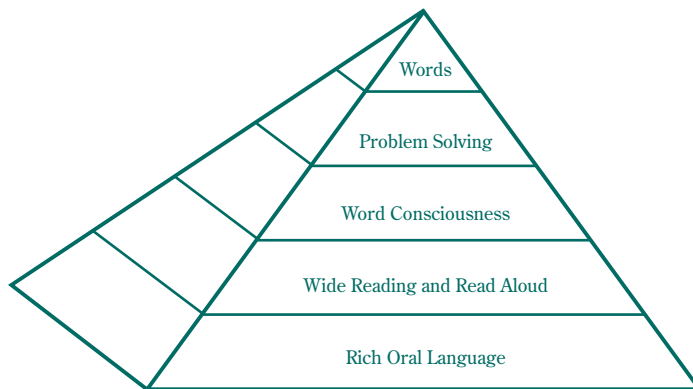 Words
Problem Solving
Word Consciousness
Wide Reading and Read Aloud
Rich Oral Language